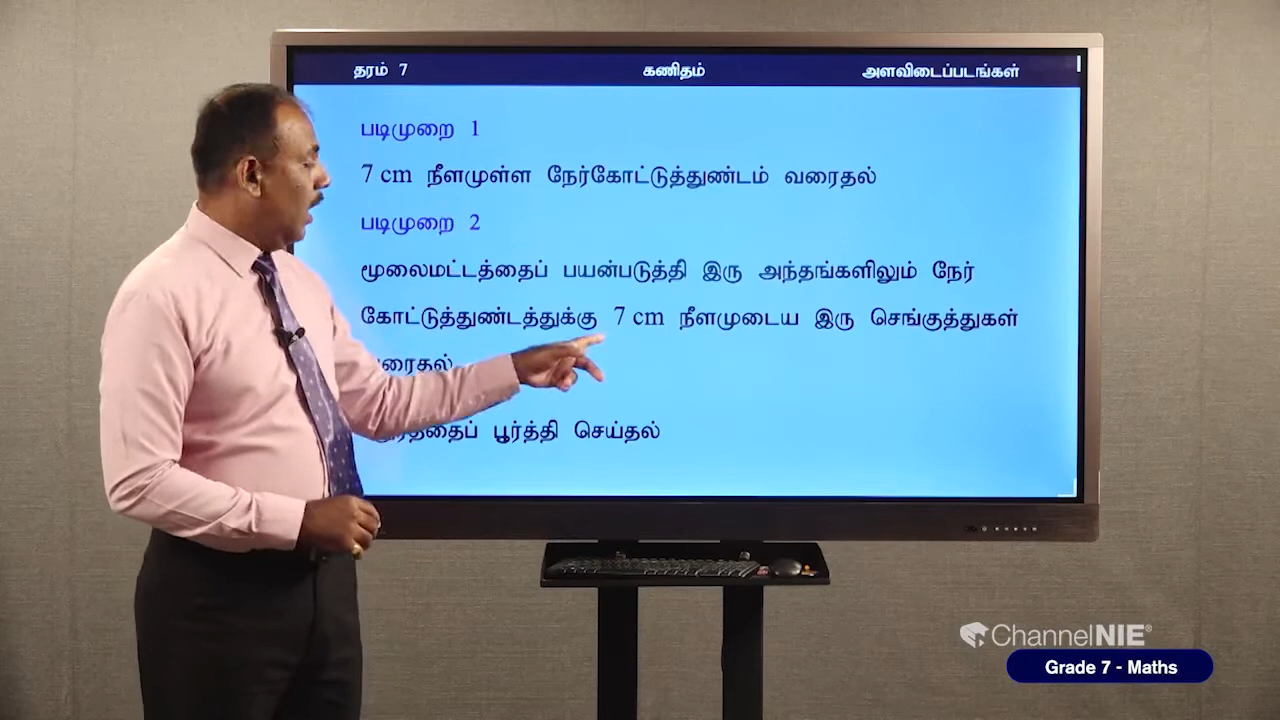 தரம் 7 கணிதம் அளவிடைப்படங்கள்
படிமுறை 1
7 cm நீளமுள்ள நேர்கோட்டுத்துண்டம் வரைதல்
படிமுறை 2
மூலைமட்டத்தைப் பயன்படுத்தி இரு அந்தங்களிலும் நேர்
கோட்டுத்துண்டத்துக்கு 7 cm நீளமுடைய இரு செங்குத்துகள்
பூர்த்தி செய்தல்
ChannelNIE®
Grade 7 - Maths